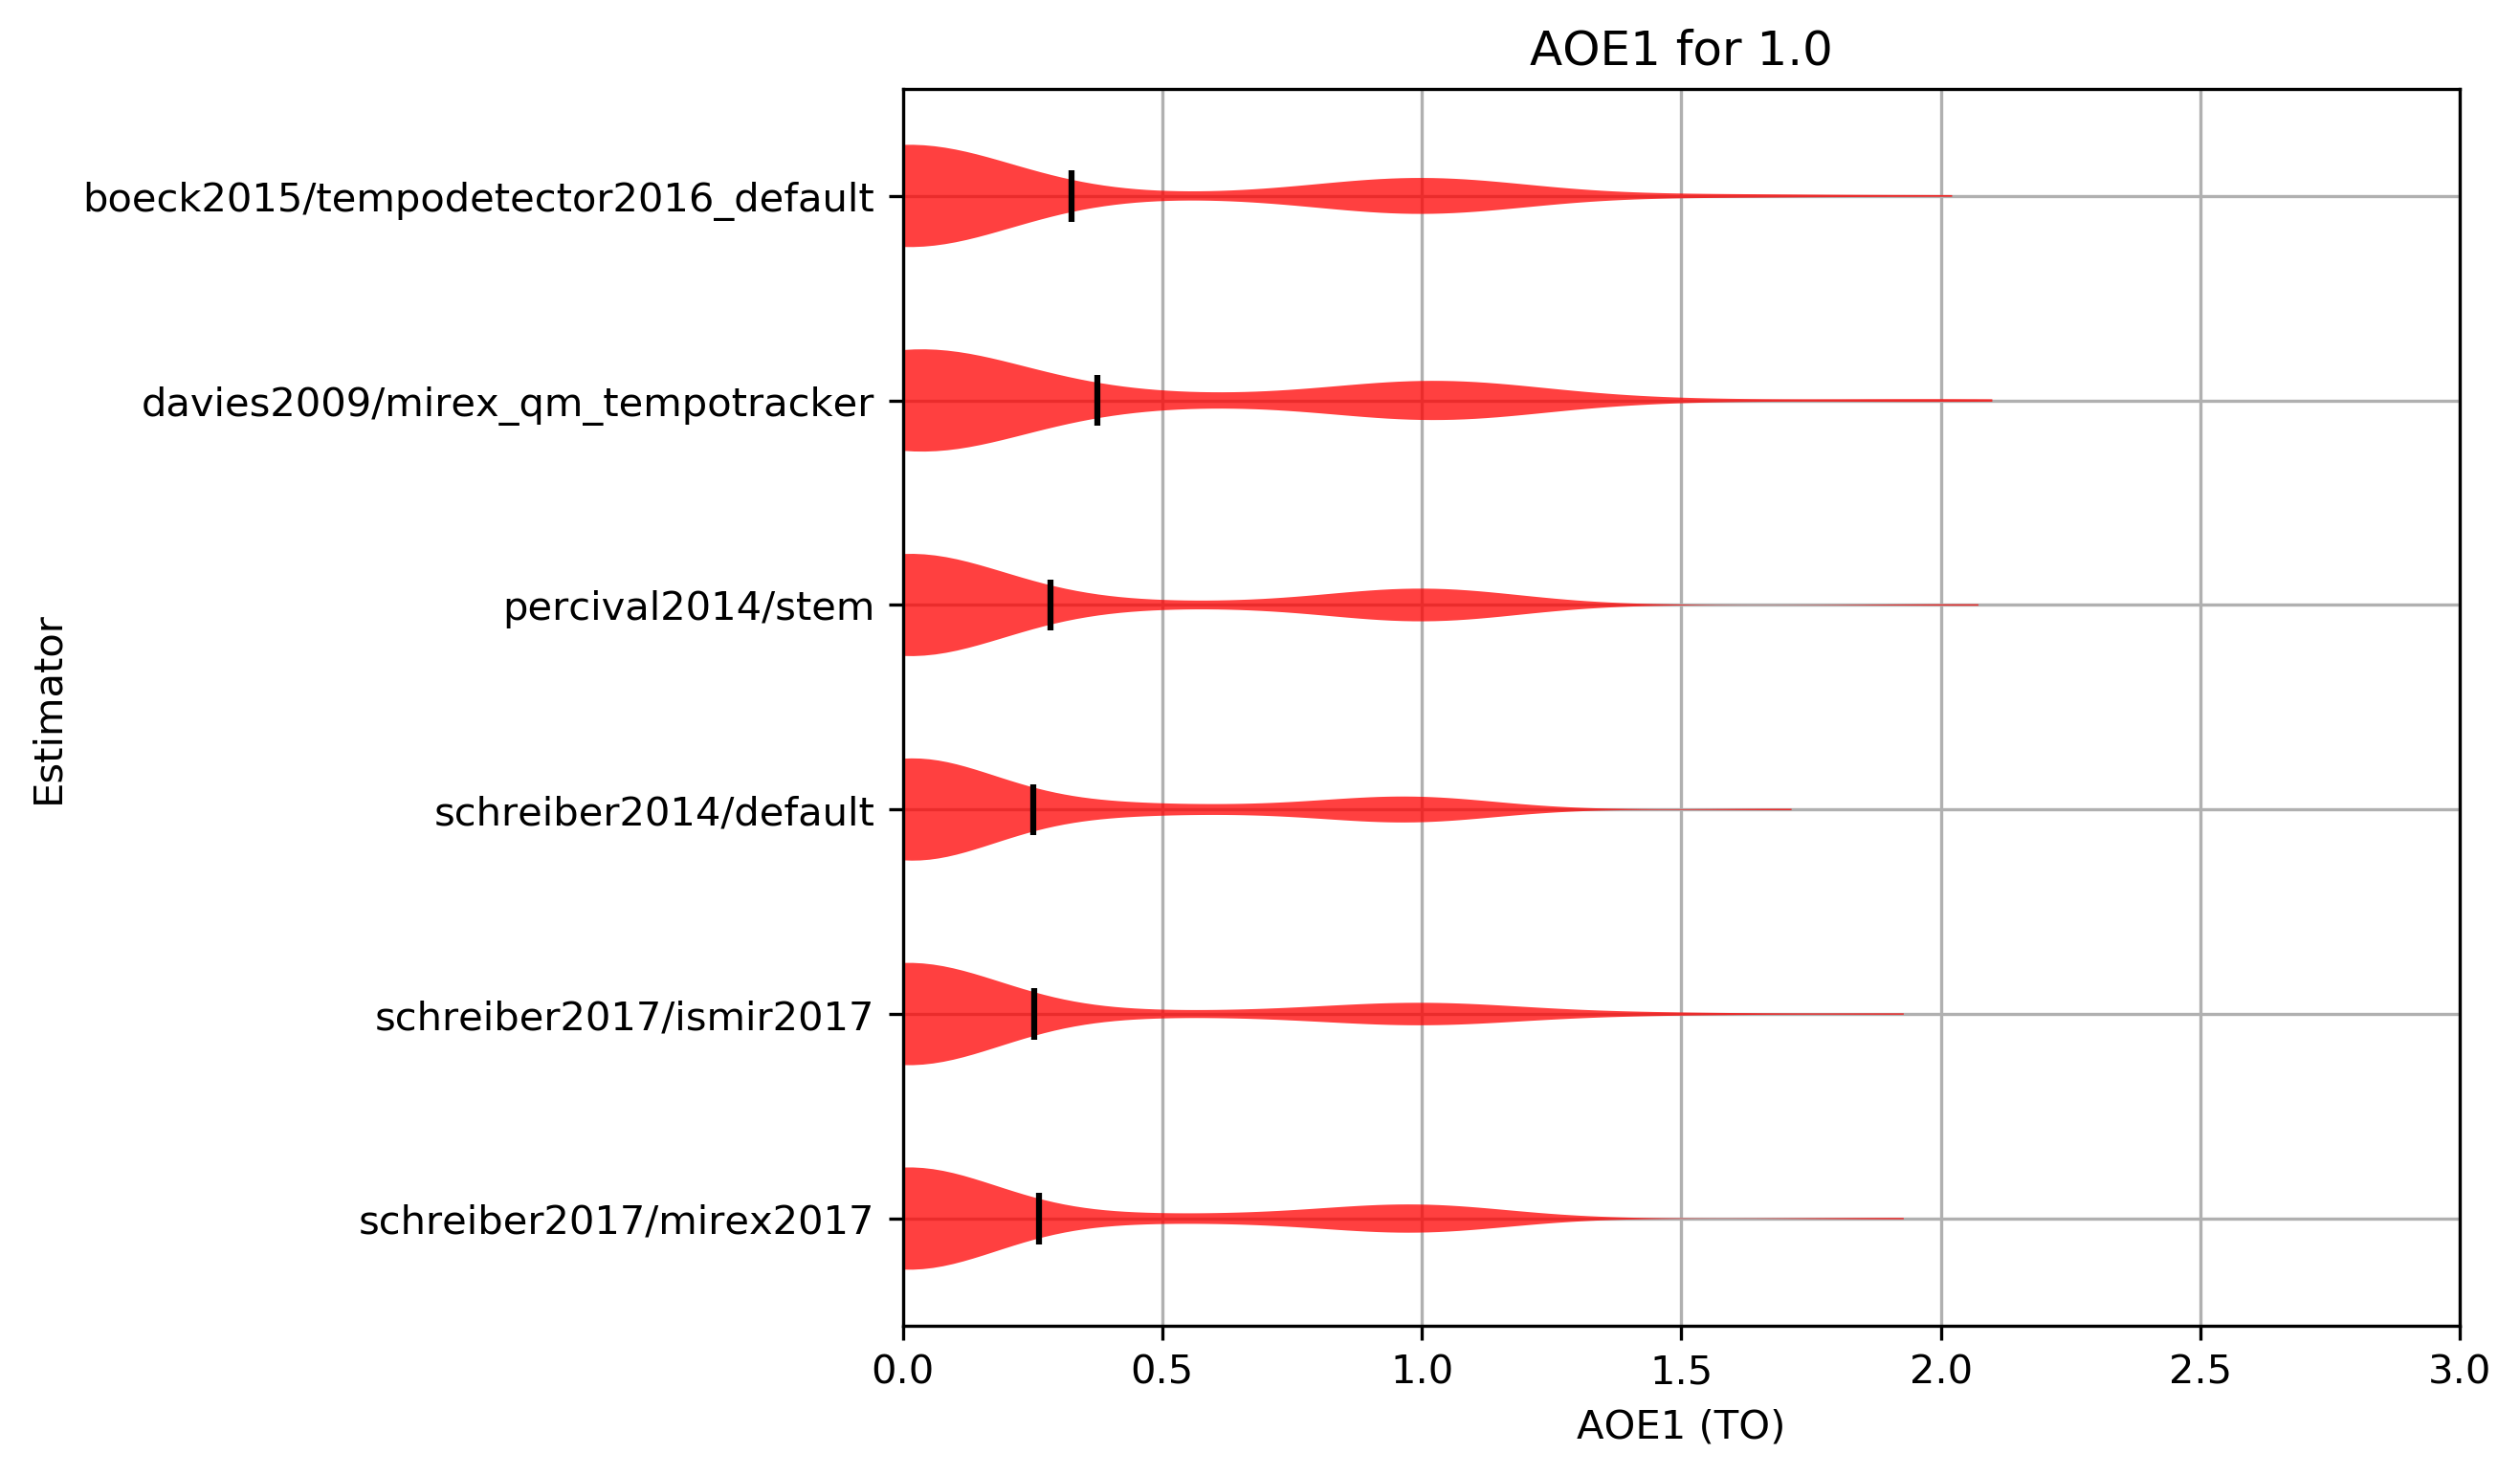 AOE1 for 1.0
boeck2015/tempodetector2016_default
davies2009/mirex_qm_tempotracker
percival2014/stem
schreiber2014/default
schreiber2017/ismir2017
schreiber2017/mirex2017
Estimator
0.0 0.5 1.0 1.5 2.0 2.5 3.0
AOE1 (TO)